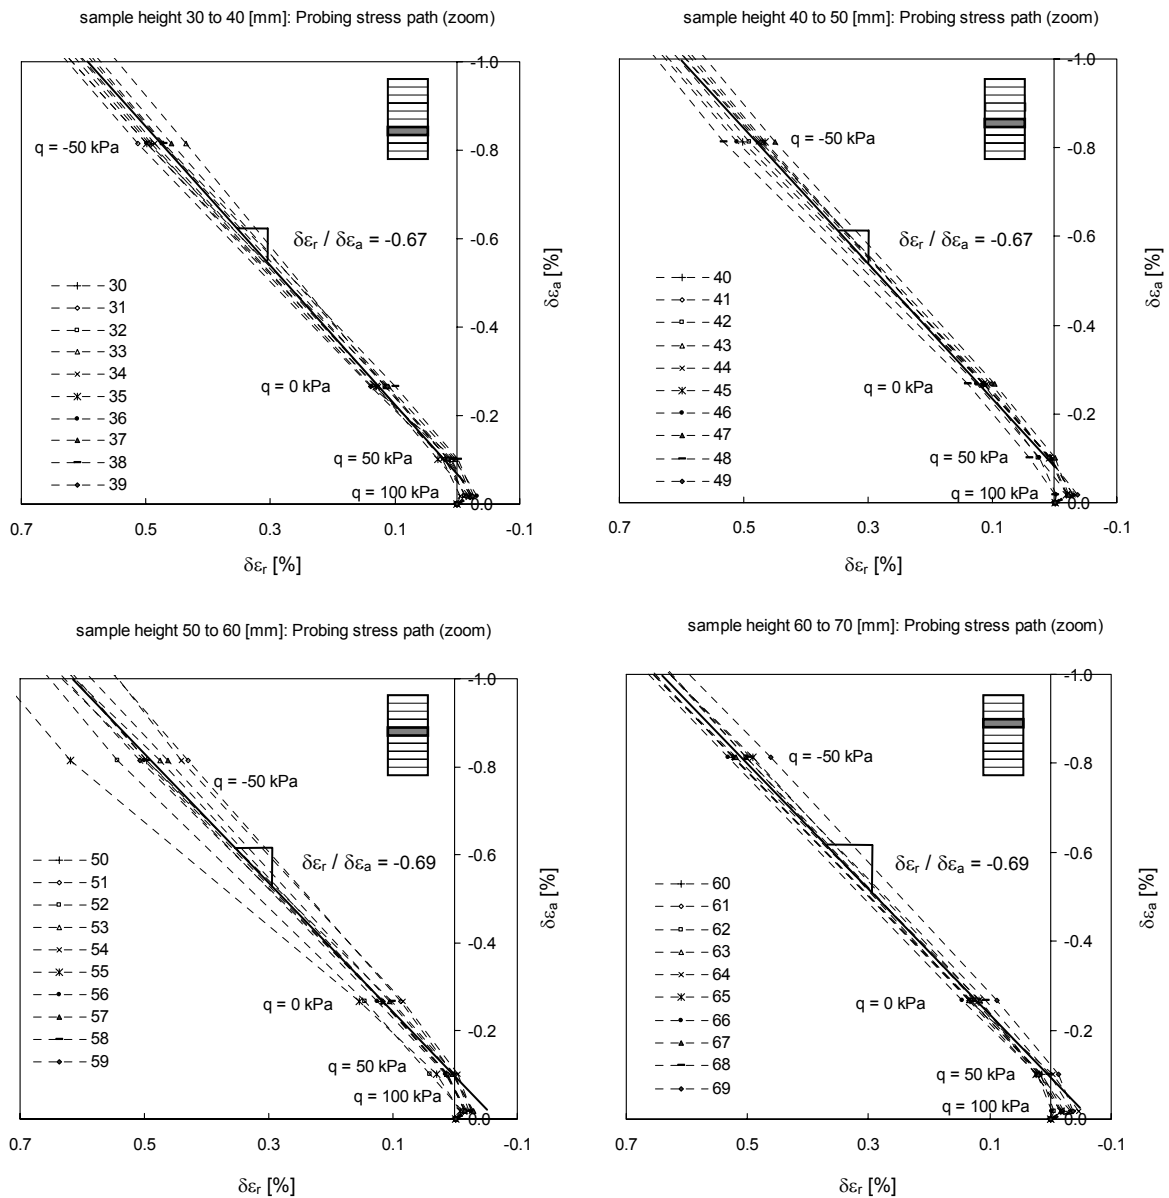 sample height 30 to 40 [mm]: Probing stress path (zoom)
-1.0
-0.8
-0.6
-0.4
-0.2
0.0
0.7
0.5
0.3
0.1
-0.1
δεr [%]
δεa [%]
q = -50 kPa
δεr / δεa = -0.67
q = 0 kPa
q = 50 kPa
q = 100 kPa
30
31
32
33
34
35
36
37
38
39
sample height 40 to 50 [mm]: Probing stress path (zoom)
-1.0
-0.8
-0.6
-0.4
-0.2
0.0
0.7
0.5
0.3
0.1
-0.1
δεr [%]
δεa [%]
q = -50 kPa
δεr / δεa = -0.67
q = 0 kPa
q = 50 kPa
q = 100 kPa
40
41
42
43
44
45
46
47
48
49
sample height 50 to 60 [mm]: Probing stress path (zoom)
-1.0
-0.8
-0.6
-0.4
-0.2
0.0
0.7
0.5
0.3
0.1
-0.1
δεr [%]
δεa [%]
q = -50 kPa
δεr / δεa = -0.69
q = 0 kPa
q = 50 kPa
q = 100 kPa
50
51
52
53
54
55
56
57
58
59
sample height 60 to 70 [mm]: Probing stress path (zoom)
-1.0
-0.8
-0.6
-0.4
-0.2
0.0
0.7
0.5
0.3
0.1
-0.1
δεr [%]
δεa [%]
q = -50 kPa
δεr / δεa = -0.69
q = 0 kPa
q = 50 kPa
q = 100 kPa
60
61
62
63
64
65
66
67
68
69